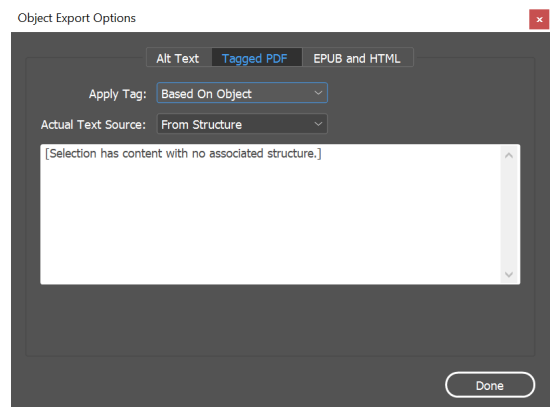 Object Export Options
Alt Text Tagged PDF EPUB and HTML
Apply Tag: Based On Object
Actual Text Source: From Structure
[Selection has content with no associated structure.]
Done